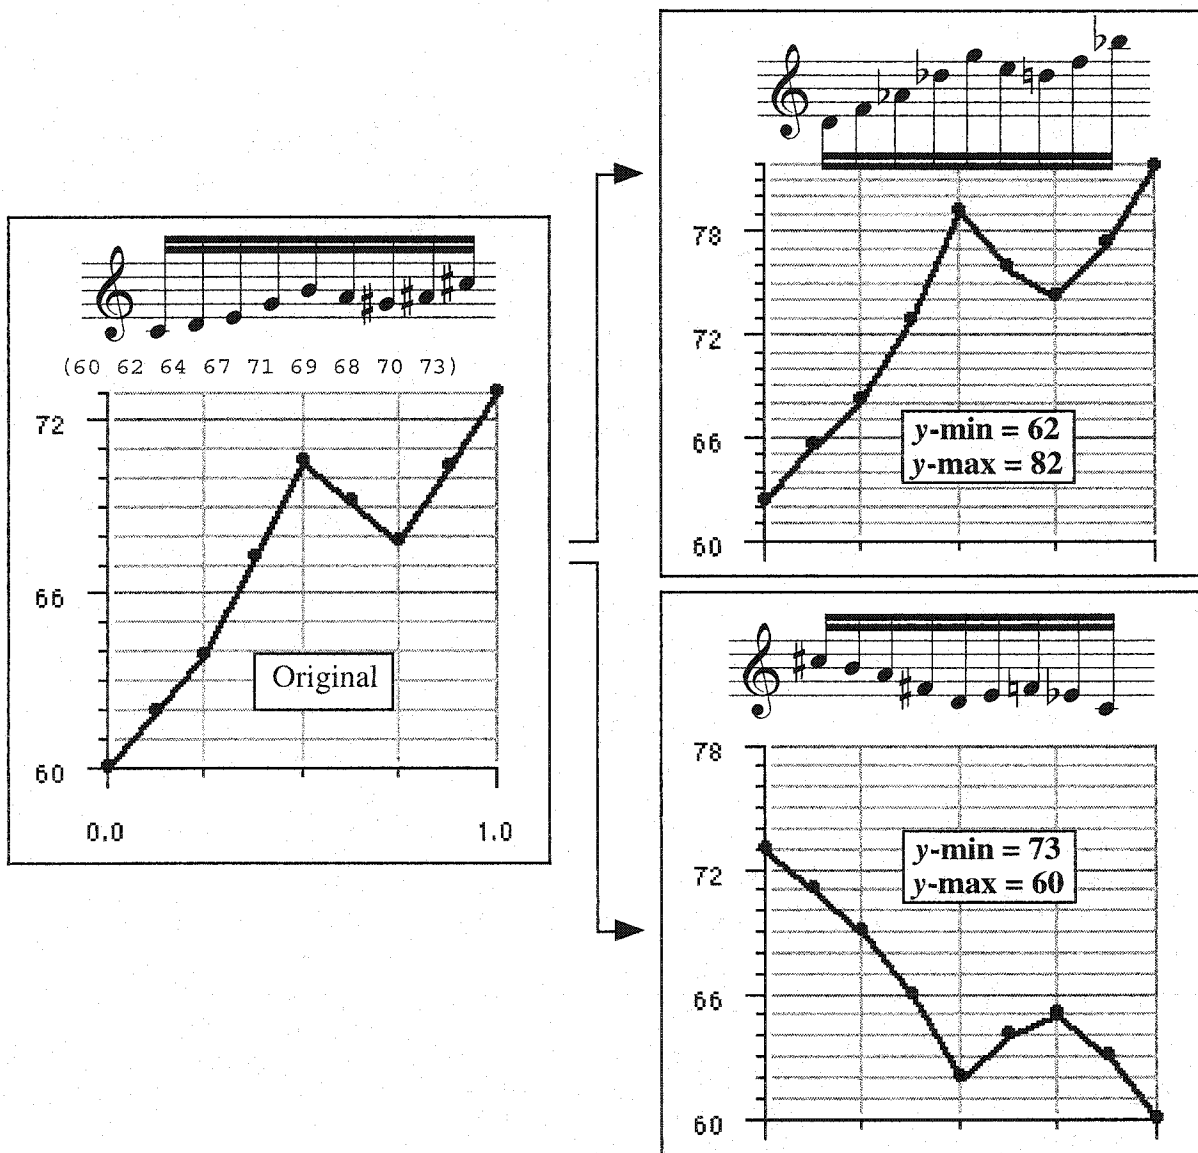 (60 62 64 67 71 69 68 70 73)
72
66
60
Original
0.0 1.0
78
72
66
60
y-min = 62
y-max = 82
78
72
66
60
y-min = 73
y-max = 60